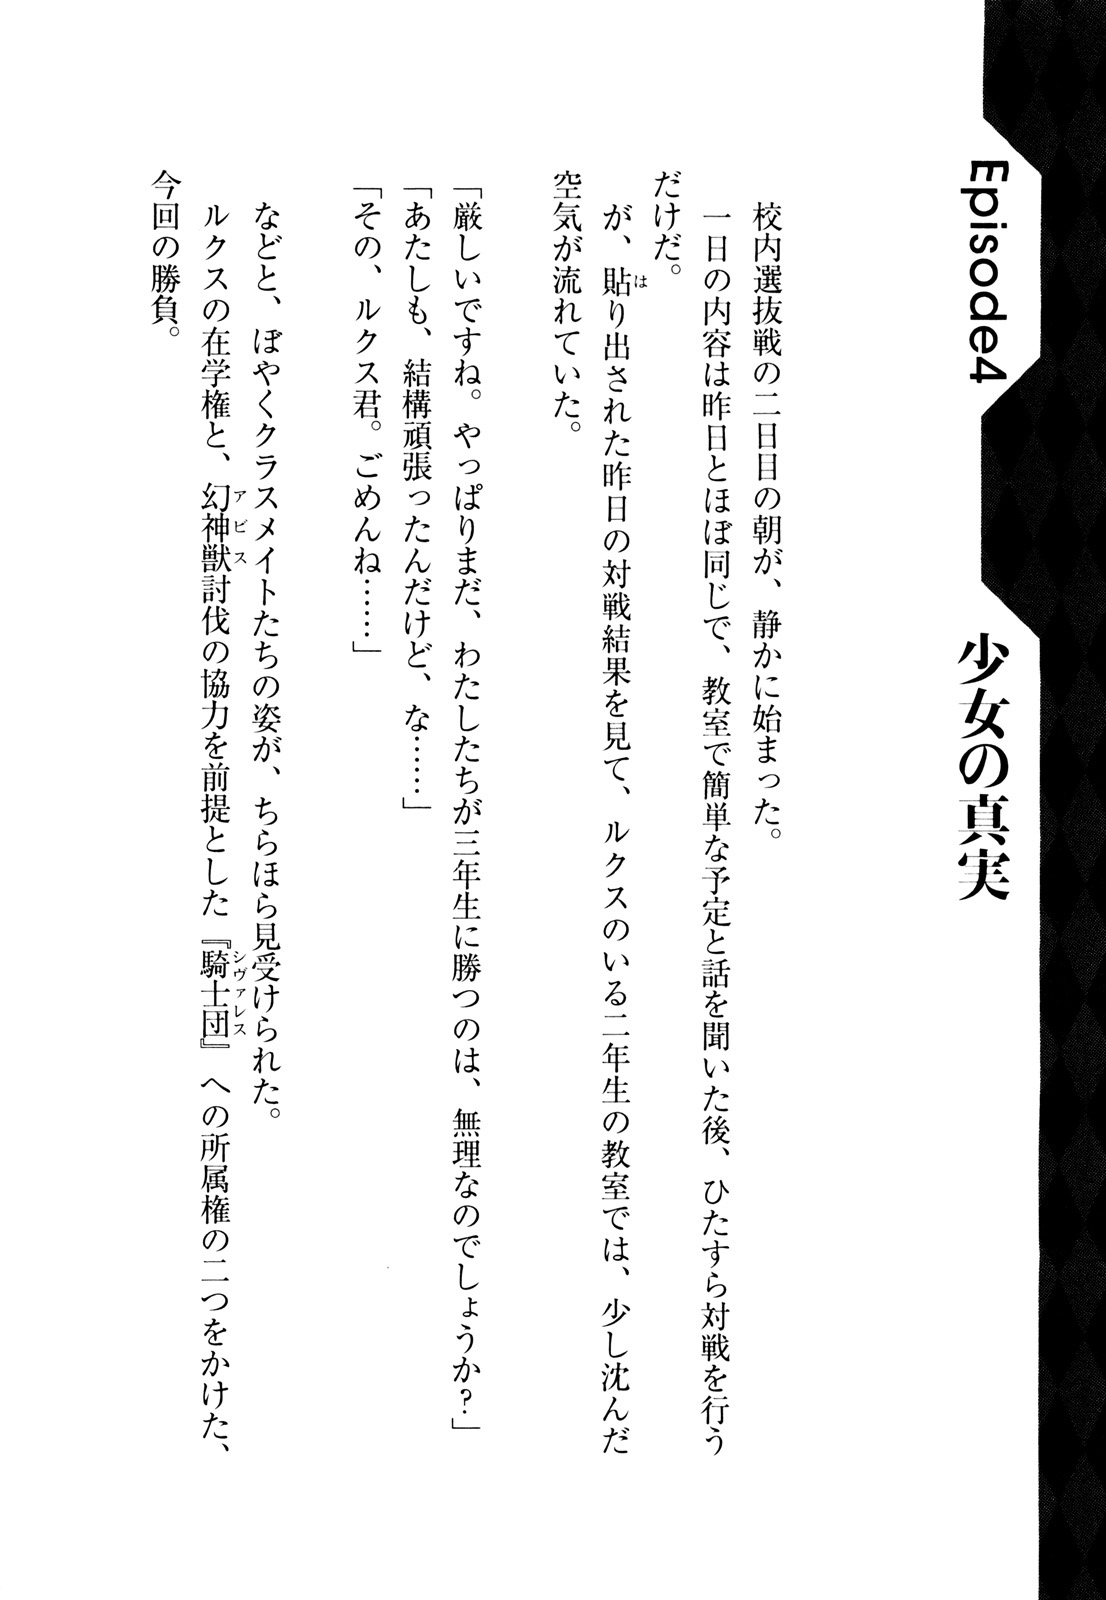 Episode4
少女の真実
校内選抜戦の二日目の朝が、静かに始まった。
一日の内容は昨日とほぼ同じで、教室で簡単な予定と話を聞いた後、ひたすら対戦を行う
だけだ。
が、貼り出された昨日の対戦結果を見て、ルクスのいる二年生の教室では、少し沈んだ
は
空気が流れていた。
「厳しいですね。やっぱりまだ、わたしたちが三年生に勝つのは、無理なのでしょうか?」
「あたしも、結構頑張ったんだけど、な……」
「その、ルクス君。ごめんね……」
などと、ぼやくクラスメイトたちの姿が、ちらほら見受けられた。
ルクスの在学権と、幻神獣討伐の協力を前提とした『騎士団』への所属権の二つをかけた、
アビス
シヴァレス
今回の勝負。